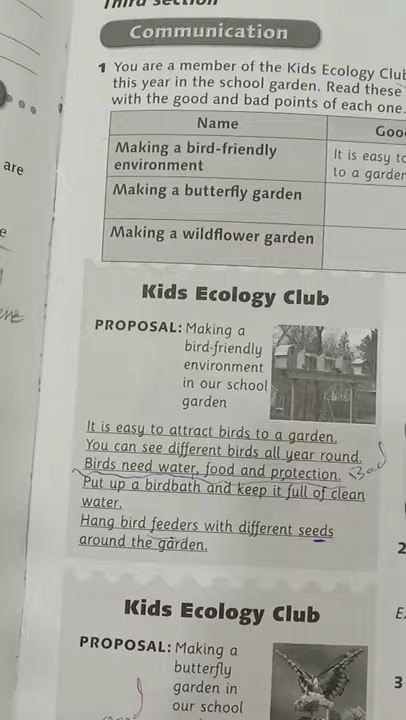 Third section
Communication
1 You are a member of the Kids Ecology Club
this year in the school garden. Read these
with the good and bad points of each one.
Name
Good
Making a bird-friendly
environment
It is easy to
to a garden
Making a butterfly garden
Making a wildflower garden
are
e
Kids Ecology Club
PROPOSAL: Making a
bird-friendly
environment
in our school
garden
It is easy to attract birds to a garden.
You can see different birds all year round.
Birds need water, food and protection. Bad
Put up a birdbath and keep it full of clean
water.
Hang bird feeders with different seeds
around the garden.
2
Kids Ecology Club
E
PROPOSAL: Making a
butterfly
garden in
our school
3